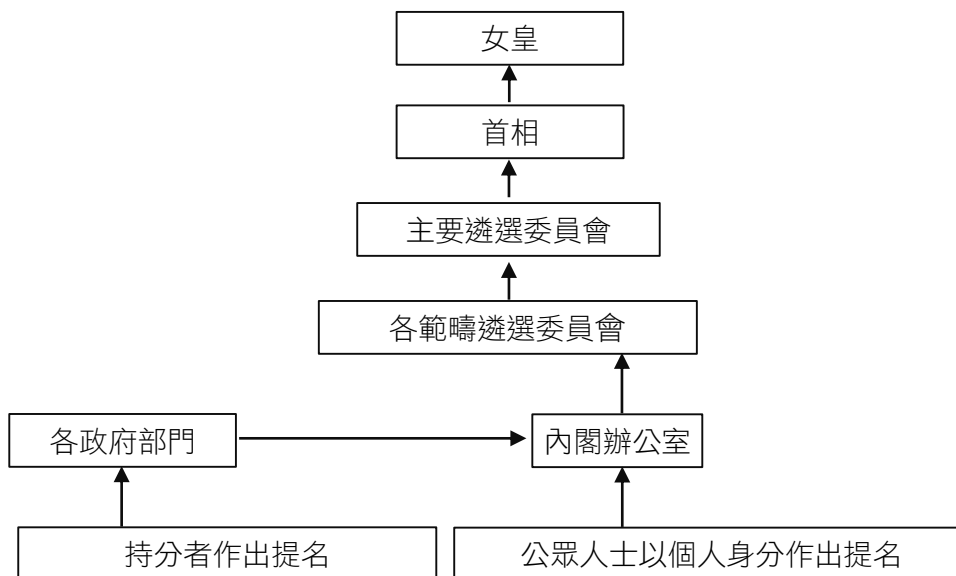 女皇
首相
主要遴選委員會
各範疇遴選委員會
各政府部門
內閣辦公室
持分者作出提名
公眾人士以個人身分作出提名